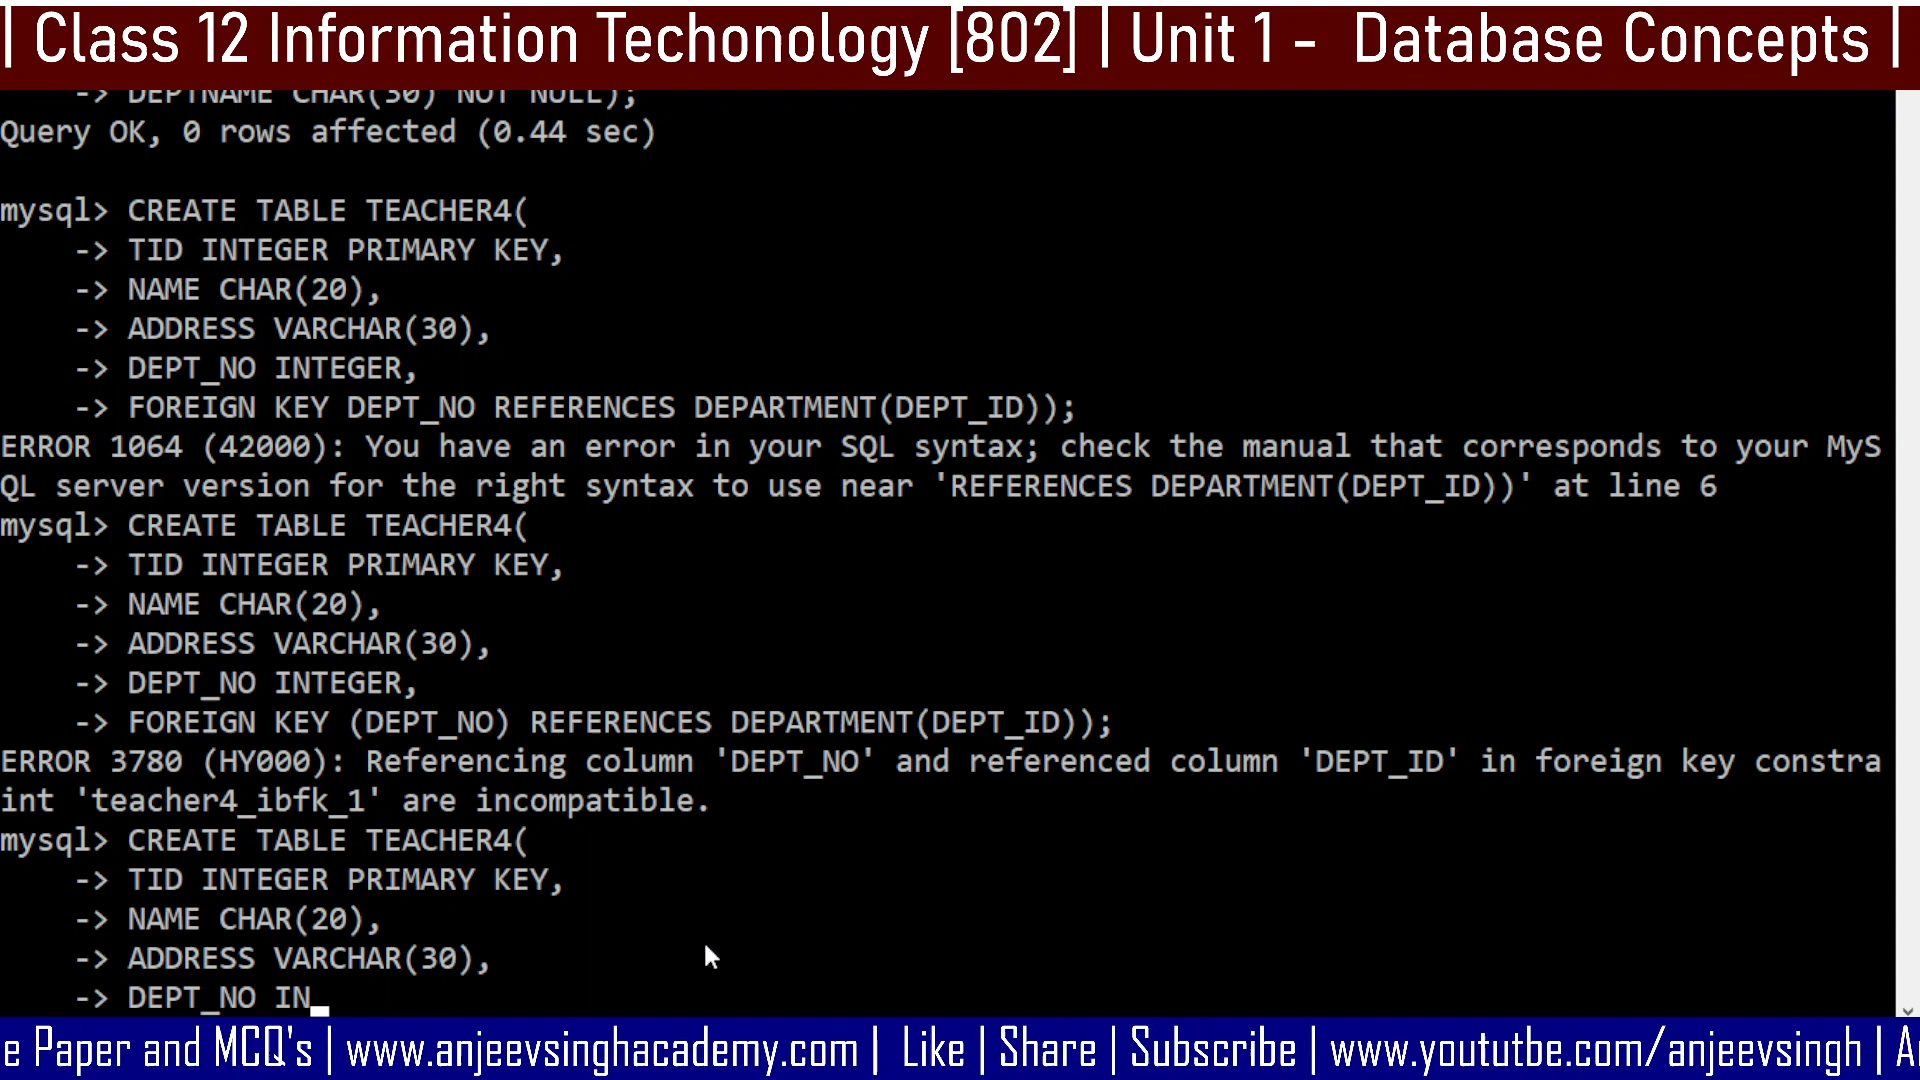 | Class 12 Information Techonology [802] | Unit 1 - Database Concepts |
-> DEPTNAME CHAR(30) NOT NULL);
Query OK, 0 rows affected (0.44 sec)
mysql> CREATE TABLE TEACHER4(
-> TID INTEGER PRIMARY KEY,
-> NAME CHAR(20),
-> ADDRESS VARCHAR(30),
-> DEPT_NO INTEGER,
-> FOREIGN KEY DEPT_NO REFERENCES DEPARTMENT(DEPT_ID));
ERROR 1064 (42000): You have an error in your SQL syntax; check the manual that corresponds to your MyS
QL server version for the right syntax to use near 'REFERENCES DEPARTMENT(DEPT_ID))' at line 6
mysql> CREATE TABLE TEACHER4(
-> TID INTEGER PRIMARY KEY,
-> NAME CHAR(20),
-> ADDRESS VARCHAR(30),
-> DEPT_NO INTEGER,
-> FOREIGN KEY (DEPT_NO) REFERENCES DEPARTMENT(DEPT_ID));
ERROR 3780 (HY000): Referencing column 'DEPT_NO' and referenced column 'DEPT_ID' in foreign key constra
int 'teacher4_ibfk_1' are incompatible.
mysql> CREATE TABLE TEACHER4(
-> TID INTEGER PRIMARY KEY,
-> NAME CHAR(20),
-> ADDRESS VARCHAR(30),
-> DEPT_NO IN_
e Paper and MCQ's | www.anjeevsinghacademy.com | Like | Share | Subscribe | www.yoututbe.com/anjeevsingh |